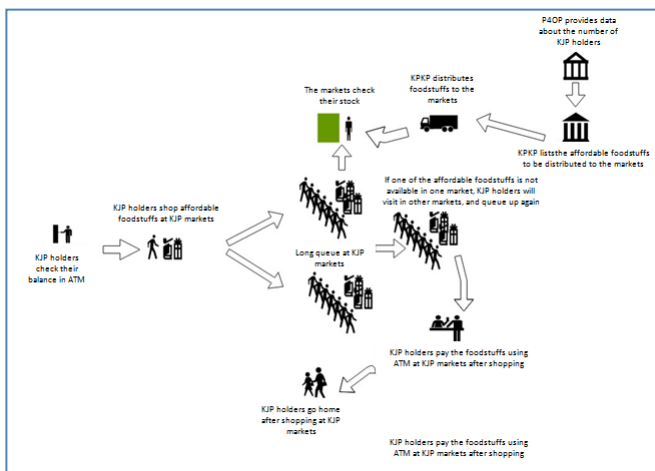 P4OP provides data
about the number of
KJP holders
The markets check
their stock
KPKP distributes
foodstuffs to the
markets
KPKP liststhe affordable foodstuffs
to be distributed to the markets
If one of the affordable foodstuffs is not
available in one market, KJP holders will
visit in other markets, and queue up again
KJP holders shop affordable
foodstuffs at KJP markets
KJP holders
check their
balance in ATM
Long queue at KJP
markets
KJP holders pay the foodstuffs using
ATM at KJP markets after shopping
KJP holders go home
after shopping at KJP
markets
KJP holders pay the foodstuffs using
ATM at KJP markets after shopping